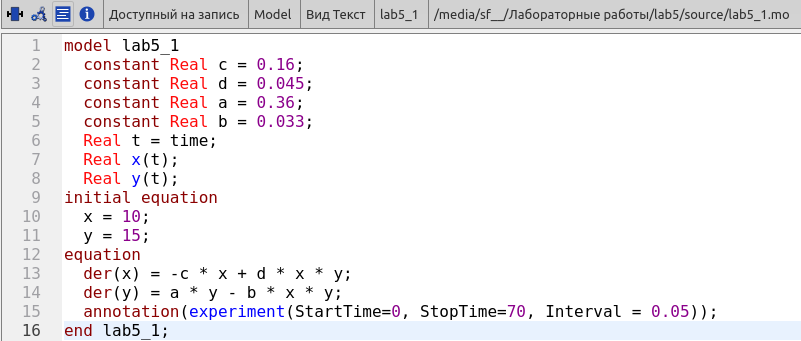 Доступный на запись Model Вид Текст lab5_1 /media/sf__/Лабораторные работы/lab5/source/lab5_1.mo
1 model lab5_1
2   constant Real c = 0.16;
3   constant Real d = 0.045;
4   constant Real a = 0.36;
5   constant Real b = 0.033;
6   Real t = time;
7   Real x(t);
8   Real y(t);
9 initial equation
10   x = 10;
11   y = 15;
12 equation
13   der(x) = -c * x + d * x * y;
14   der(y) = a * y - b * x * y;
15   annotation(experiment(StartTime=0, StopTime=70, Interval = 0.05));
16 end lab5_1;